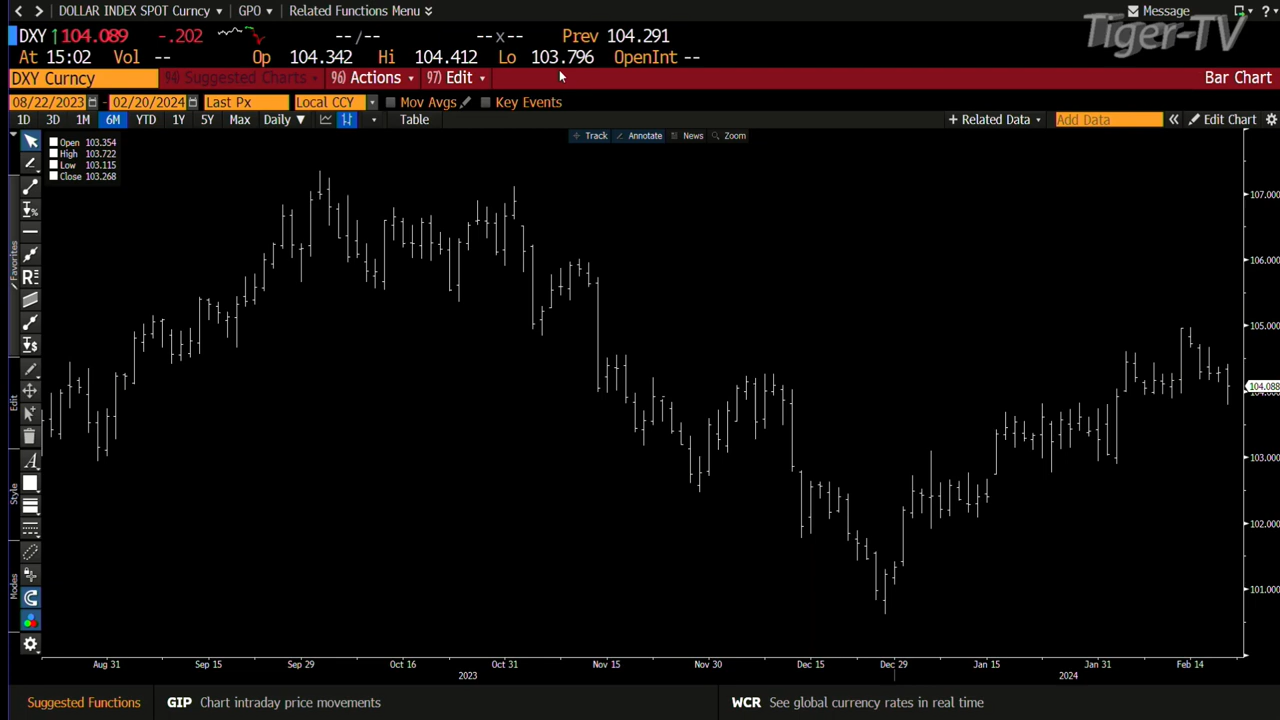 DOLLAR INDEX SPOT Curncy GPO Related Functions Menu Message
Tiger-TV
DXY 104.089 -.202 -- / -- -- x -- Prev 104.291
At 15:02 Vol -- Op 104.342 Hi 104.412 Lo 103.796 OpenInt --
DXY Curncy 94) Suggested Charts 96) Actions 97) Edit Bar Chart
08/22/2023 02/20/2024 Last Px Local CCY Mov Avgs Key Events
1D 3D 1M 6M YTD 1Y 5Y Max Daily Table + Related Data Add Data Edit Chart
Track Annotate News Zoom
Open 103.354
High 103.722
Low 103.115
Close 103.268
Favorites
Edit
Style
Modes
107.000
106.000
105.000
104.088
103.000
102.000
101.000
Aug 31 Sep 15 Sep 29 Oct 16 Oct 31 Nov 15 Nov 30 Dec 15 Dec 29 Jan 15 Jan 31 Feb 14
2023 2024
Suggested Functions GIP Chart intraday price movements WCR See global currency rates in real time